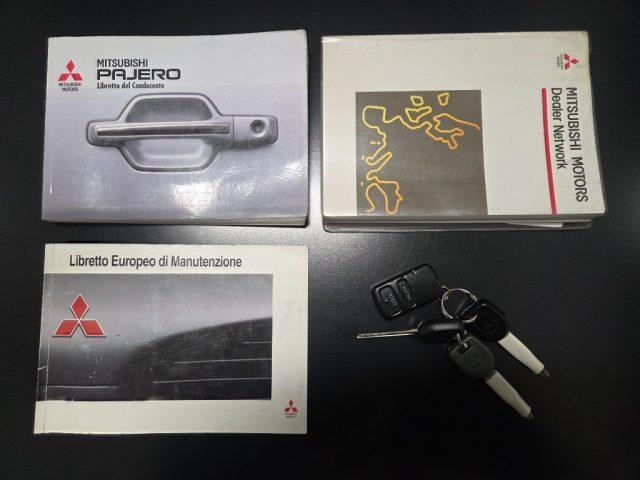 MITSUBISHI
PAJERO
Libretto del Conducente
MITSUBISHI
MOTORS
MITSUBISHI MOTORS
Dealer Network
Libretto Europeo di Manutenzione